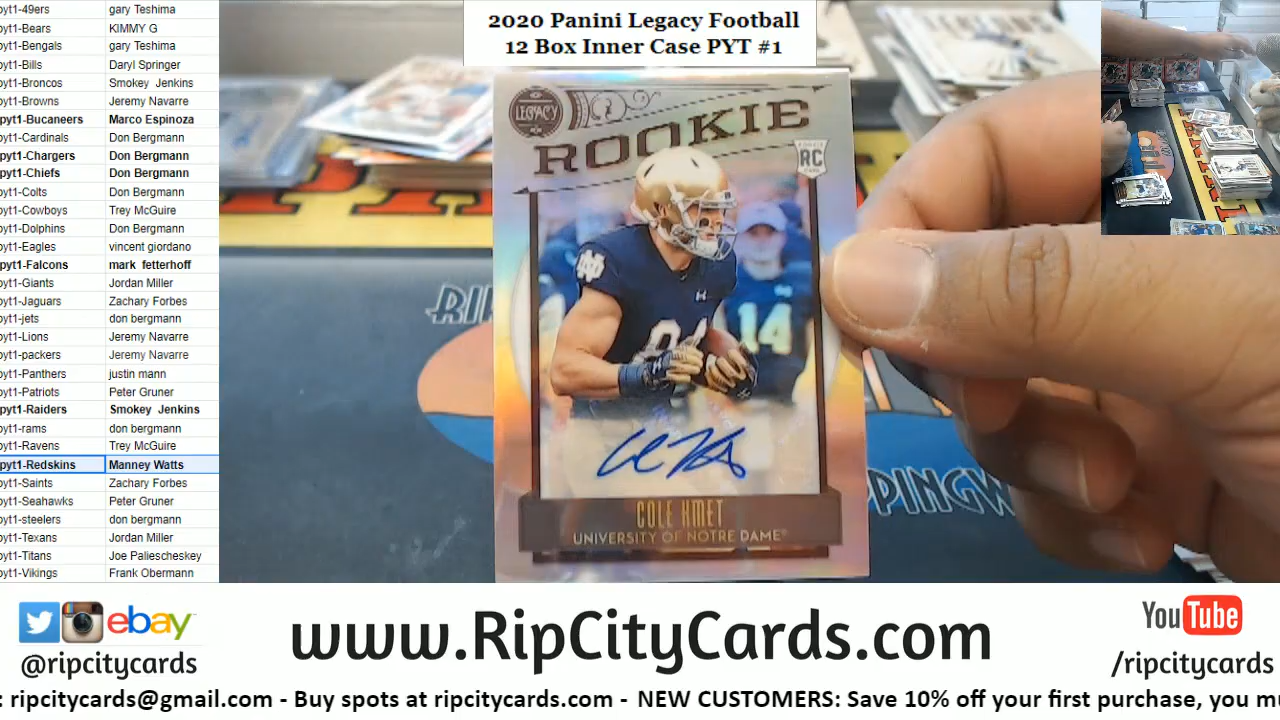 pyt1-49ers gary Teshima
pyt1-Bears KIMMY G
pyt1-Bengals gary Teshima
pyt1-Bills Daryl Springer
pyt1-Broncos Smokey Jenkins
pyt1-Browns Jeremy Navarre
pyt1-Bucaneers Marco Espinoza
pyt1-Cardinals Don Bergmann
pyt1-Chargers Don Bergmann
pyt1-Chiefs Don Bergmann
pyt1-Colts Don Bergmann
pyt1-Cowboys Trey McGuire
pyt1-Dolphins Don Bergmann
pyt1-Eagles vincent giordano
pyt1-Falcons mark fetterhoff
pyt1-Giants Jordan Miller
pyt1-Jaguars Zachary Forbes
pyt1-jets don bergmann
pyt1-Lions Jeremy Navarre
pyt1-packers Jeremy Navarre
pyt1-Panthers justin mann
pyt1-Patriots Peter Gruner
pyt1-Raiders Smokey Jenkins
pyt1-rams don bergmann
pyt1-Ravens Trey McGuire
pyt1-Redskins Manney Watts
pyt1-Saints Zachary Forbes
pyt1-Seahawks Peter Gruner
pyt1-steelers don bergmann
pyt1-Texans Jordan Miller
pyt1-Titans Joe Paliescheskey
pyt1-Vikings Frank Obermann
2020 Panini Legacy Football
12 Box Inner Case PYT #1
LEGACY
ROOKIE
RC
14
COLE KMET
UNIVERSITY OF NOTRE DAME®
ebay
@ripcitycards
www.RipCityCards.com
YouTube
/ripcitycards
: ripcitycards@gmail.com - Buy spots at ripcitycards.com - NEW CUSTOMERS: Save 10% off your first purchase, you mu